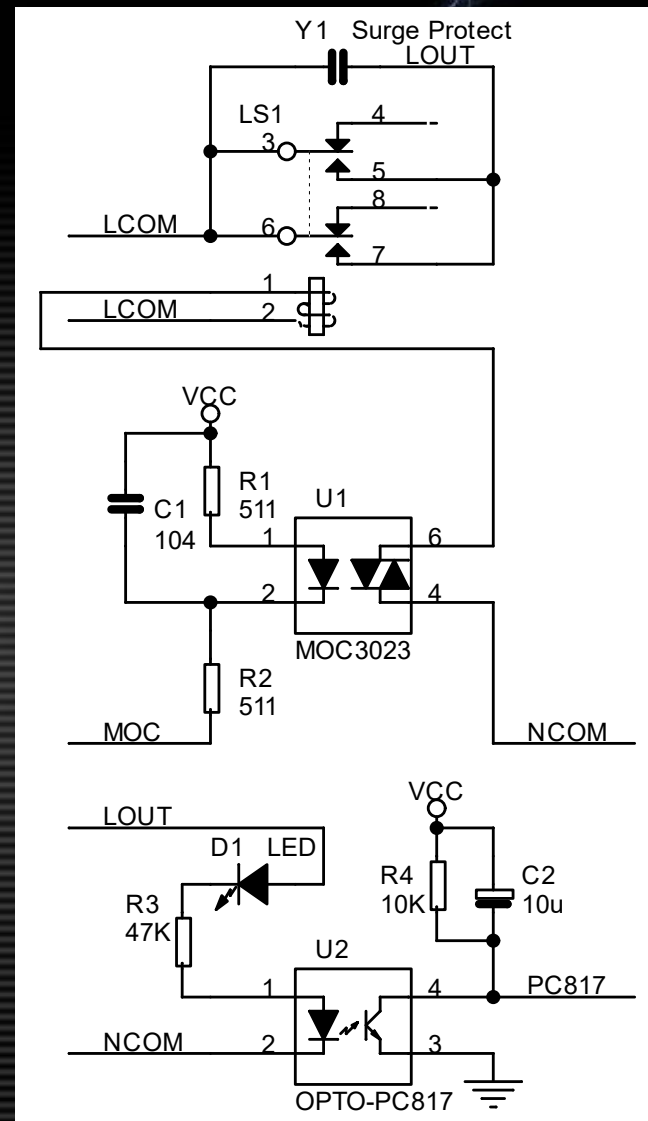 Y1 Surge Protect
LOUT
LS1
4
3
5
8
LCOM
6
7
1
LCOM
2
VCC
R1
511
C1
104
U1
1
6
2
4
MOC3023
R2
511
MOC
NCOM
LOUT
VCC
D1 LED
R4
10K
C2
10u
R3
47K
U2
1
4
PC817
NCOM
2
3
OPTO-PC817